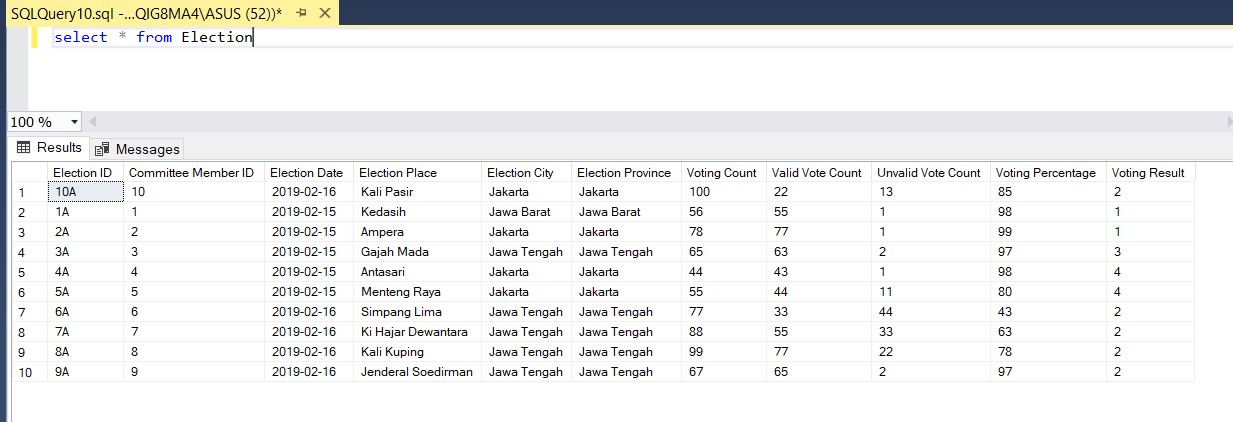 SQLQuery10.sql -...QIG8MA4\ASUS (52))*
select * from Election
100 %
Results Messages
Election ID Committee Member ID Election Date Election Place Election City Election Province Voting Count Valid Vote Count Unvalid Vote Count Voting Percentage Voting Result
1 10A 10 2019-02-16 Kali Pasir Jakarta Jakarta 100 22 13 85 2
2 1A 1 2019-02-15 Kedasih Jawa Barat Jawa Barat 56 55 1 98 1
3 2A 2 2019-02-15 Ampera Jakarta Jakarta 78 77 1 99 1
4 3A 3 2019-02-15 Gajah Mada Jawa Tengah Jawa Tengah 65 63 2 97 3
5 4A 4 2019-02-15 Antasari Jakarta Jakarta 44 43 1 98 4
6 5A 5 2019-02-15 Menteng Raya Jakarta Jakarta 55 44 11 80 4
7 6A 6 2019-02-16 Simpang Lima Jawa Tengah Jawa Tengah 77 33 44 43 2
8 7A 7 2019-02-16 Ki Hajar Dewantara Jawa Tengah Jawa Tengah 88 55 33 63 2
9 8A 8 2019-02-16 Kali Kuping Jawa Tengah Jawa Tengah 99 77 22 78 2
10 9A 9 2019-02-16 Jenderal Soedirman Jawa Tengah Jawa Tengah 67 65 2 97 2